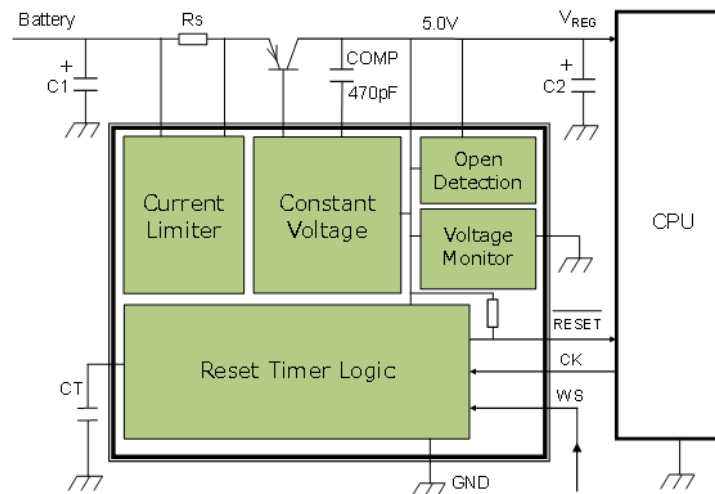 Battery
Rs
5.0V
VREG
+
C1
COMP
470pF
+
C2
Current
Limiter
Constant
Voltage
Open
Detection
Voltage
Monitor
CPU
RESET
Reset Timer Logic
CK
CT
WS
GND